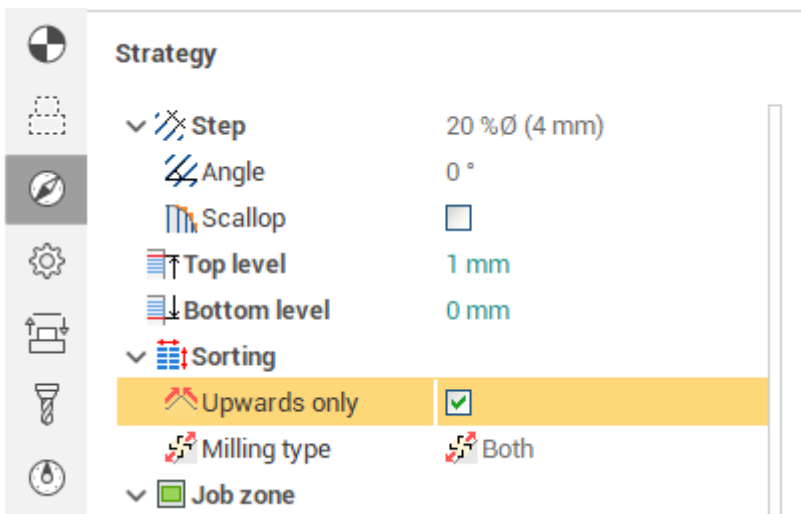 Strategy
Step 20 %Ø (4 mm)
Angle 0 °
Scallop
Top level 1 mm
Bottom level 0 mm
Sorting
Upwards only
Milling type Both
Job zone